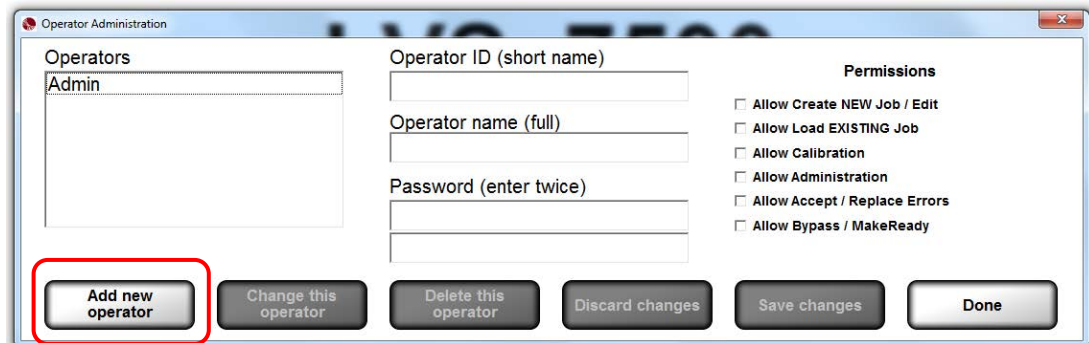 Operator Administration
Operators
Admin
Operator ID (short name)
Operator name (full)
Password (enter twice)
Permissions
Allow Create NEW Job / Edit
Allow Load EXISTING Job
Allow Calibration
Allow Administration
Allow Accept / Replace Errors
Allow Bypass / MakeReady
Add new
operator
Change this
operator
Delete this
operator
Discard changes
Save changes
Done